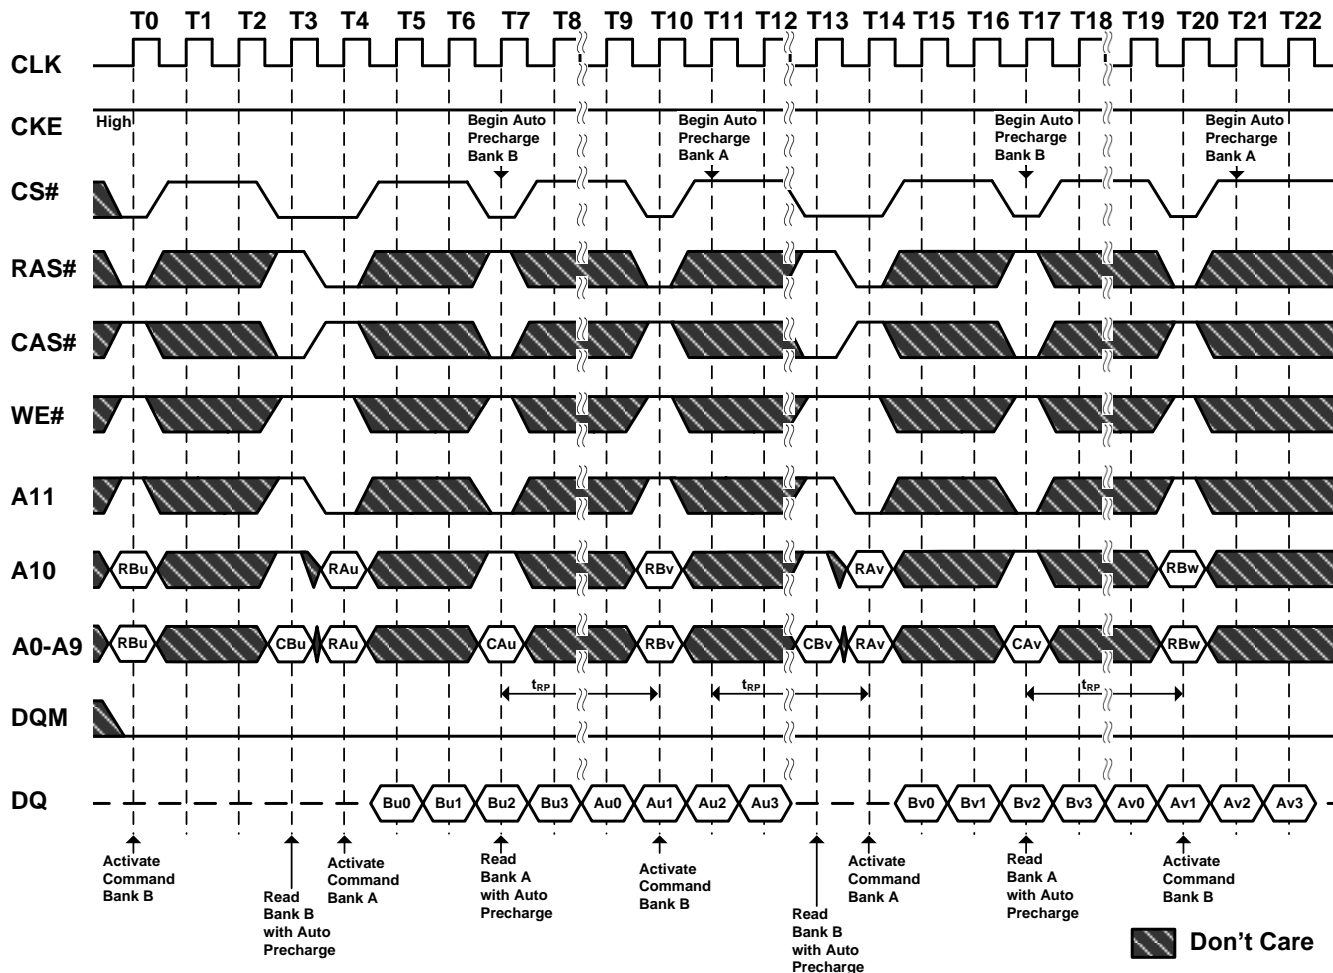 T0 T1 T2 T3 T4 T5 T6 T7 T8 T9 T10 T11 T12 T13 T14 T15 T16 T17 T18 T19 T20 T21 T22
CLK
CKE
High
Begin Auto
Precharge
Bank B
Begin Auto
Precharge
Bank A
Begin Auto
Precharge
Bank B
Begin Auto
Precharge
Bank A
CS#
RAS#
CAS#
WE#
A11
A10
RBu RAu RBv RAv RBw
A0-A9
RBu CBu RAu CAu RBv CBv RAv CAv RBw
tRP tRP tRP
DQM
DQ
Bu0 Bu1 Bu2 Bu3 Au0 Au1 Au2 Au3 Bv0 Bv1 Bv2 Bv3 Av0 Av1 Av2 Av3
Activate
Command
Bank B
Read
Bank B
with Auto
Precharge
Activate
Command
Bank A
Read
Bank A
with Auto
Precharge
Activate
Command
Bank B
Read
Bank B
with Auto
Precharge
Activate
Command
Bank A
Read
Bank A
with Auto
Precharge
Activate
Command
Bank B
Don't Care